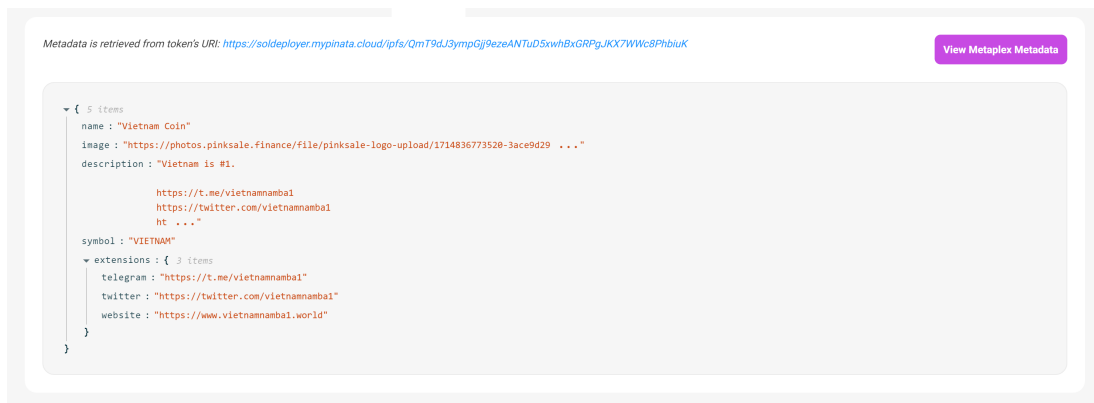 Metadata is retrieved from token's URI: https://soldeployer.mypinata.cloud/ipfs/QmT9dJ3ympGjj9ezeANTuD5xwhBxGRPgJKX7WWc8PhbiuK
View Metaplex Metadata
{ 5 items
name : "Vietnam Coin"
image : "https://photos.pinksale.finance/file/pinksale-logo-upload/1714836773520-3ace9d29 ..."
description : "Vietnam is #1.
https://t.me/vietnamnamba1
https://twitter.com/vietnamnamba1
ht ..."
symbol : "VIETNAM"
extensions : { 3 items
telegram : "https://t.me/vietnamnamba1"
twitter : "https://twitter.com/vietnamnamba1"
website : "https://www.vietnamnamba1.world"
}
}